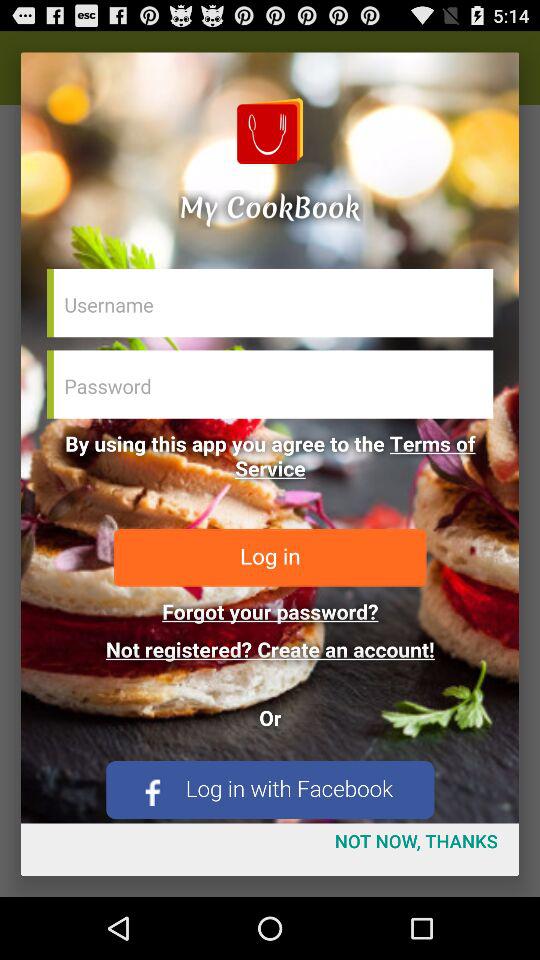 esc 5:14
My CookBook
Username
Password
By using this app you agree to the Terms of
Service
Log in
Forgot your password?
Not registered? Create an account!
Or
f Log in with Facebook
NOT NOW, THANKS